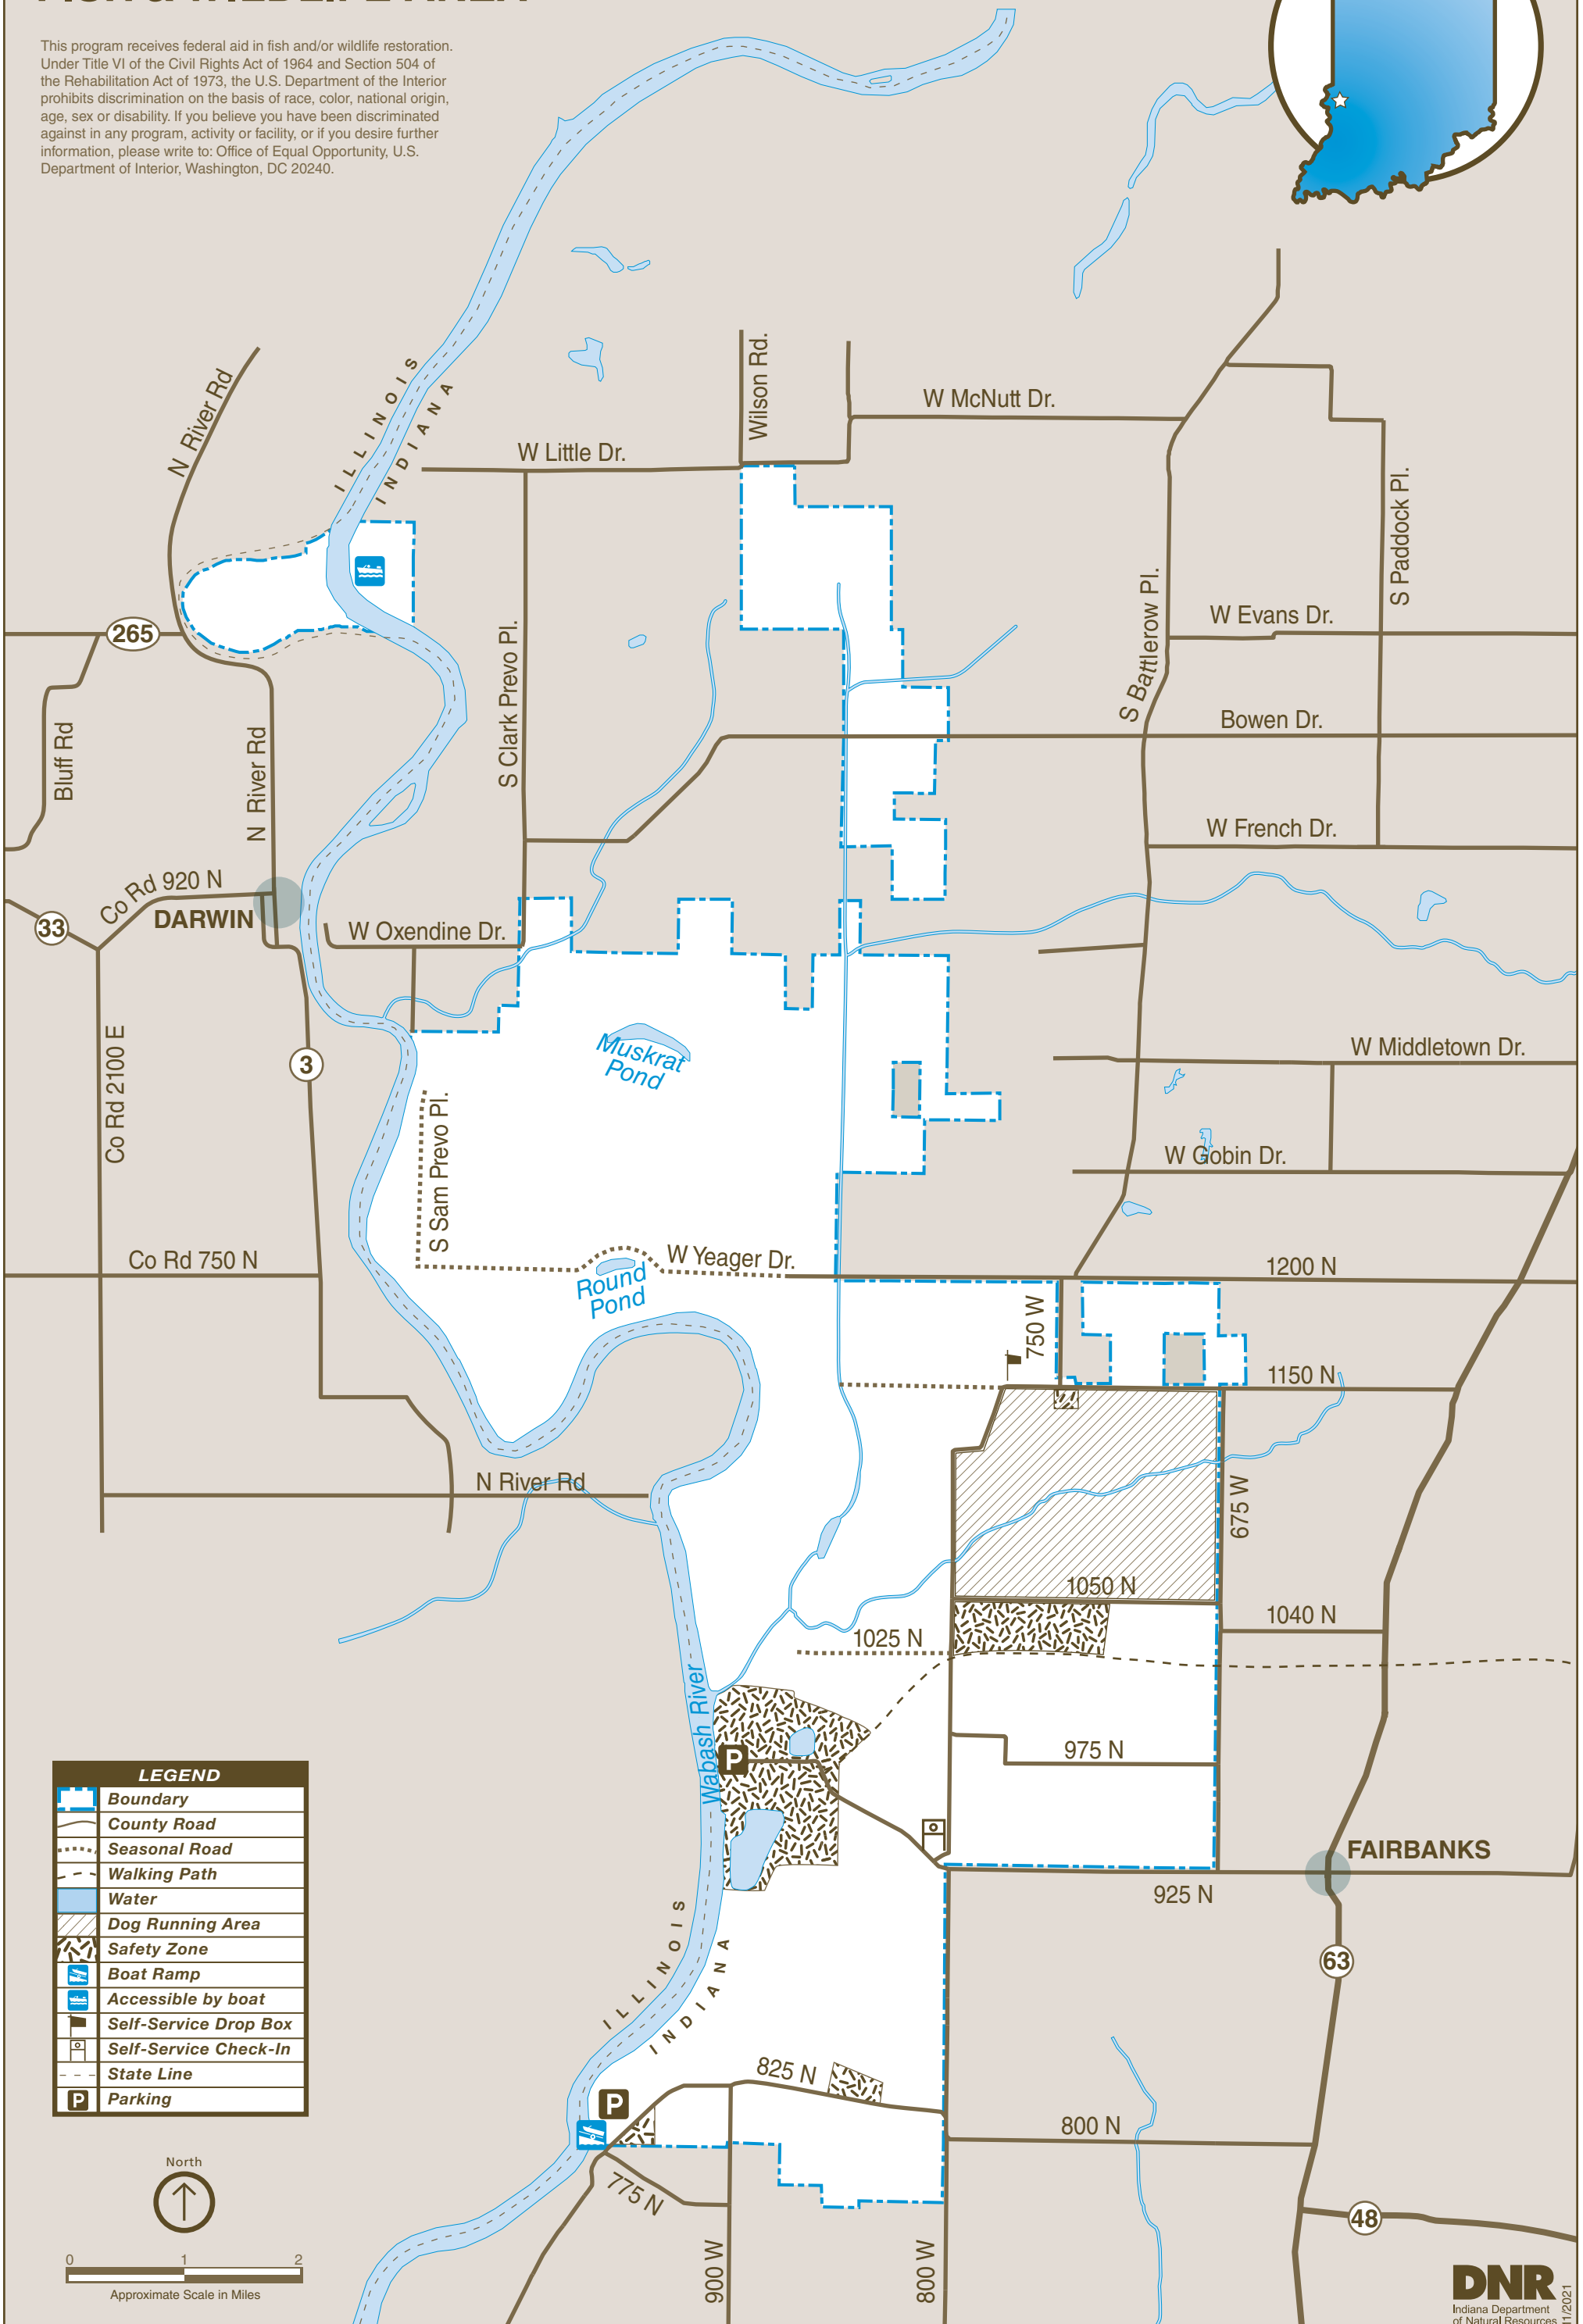 This program receives federal aid in fish and/or wildlife restoration.
Under Title VI of the Civil Rights Act of 1964 and Section 504 of
the Rehabilitation Act of 1973, the U.S. Department of the Interior
prohibits discrimination on the basis of race, color, national origin,
age, sex or disability. If you believe you have been discriminated
against in any program, activity or facility, or if you desire further
information, please write to: Office of Equal Opportunity, U.S.
Department of Interior, Washington, DC 20240.
N River Rd
ILLINOIS
INDIANA
Wilson Rd.
W McNutt Dr.
W Little Dr.
S Paddock Pl.
S Battlerow Pl.
W Evans Dr.
265
S Clark Prevo Pl.
Bluff Rd
N River Rd
Bowen Dr.
W French Dr.
Co Rd 920 N
33
DARWIN
W Oxendine Dr.
Muskrat
Pond
W Middletown Dr.
3
Co Rd 2100 E
S Sam Prevo Pl.
W Gobin Dr.
Co Rd 750 N
W Yeager Dr.
1200 N
Round
Pond
750 W
1150 N
N River Rd
675 W
1050 N
1040 N
1025 N
Wabash River
P
975 N
FAIRBANKS
925 N
63
ILLINOIS
INDIANA
825 N
P
800 N
775 N
48
900 W
800 W
LEGEND
Boundary
County Road
Seasonal Road
Walking Path
Water
Dog Running Area
Safety Zone
Boat Ramp
Accessible by boat
Self-Service Drop Box
Self-Service Check-In
State Line
P Parking
North
0 1 2
Approximate Scale in Miles
DNR
Indiana Department
of Natural Resources